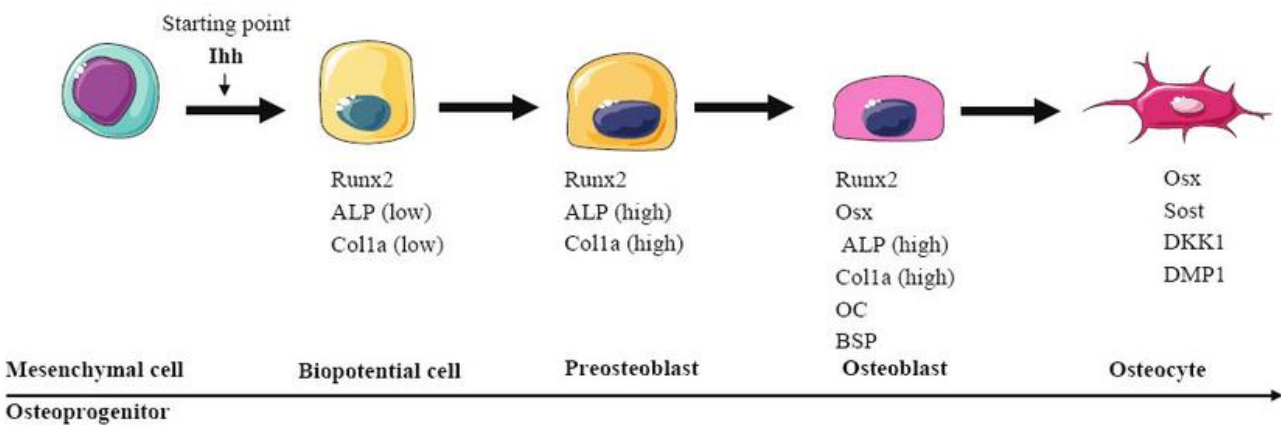 Starting point
Ihh
Runx2
ALP (low)
Col1a (low)
Runx2
ALP (high)
Col1a (high)
Runx2
Osx
ALP (high)
Col1a (high)
OC
BSP
Osx
Sost
DKK1
DMP1
Mesenchymal cell
Biopotential cell
Preosteoblast
Osteoblast
Osteocyte
Osteoprogenitor